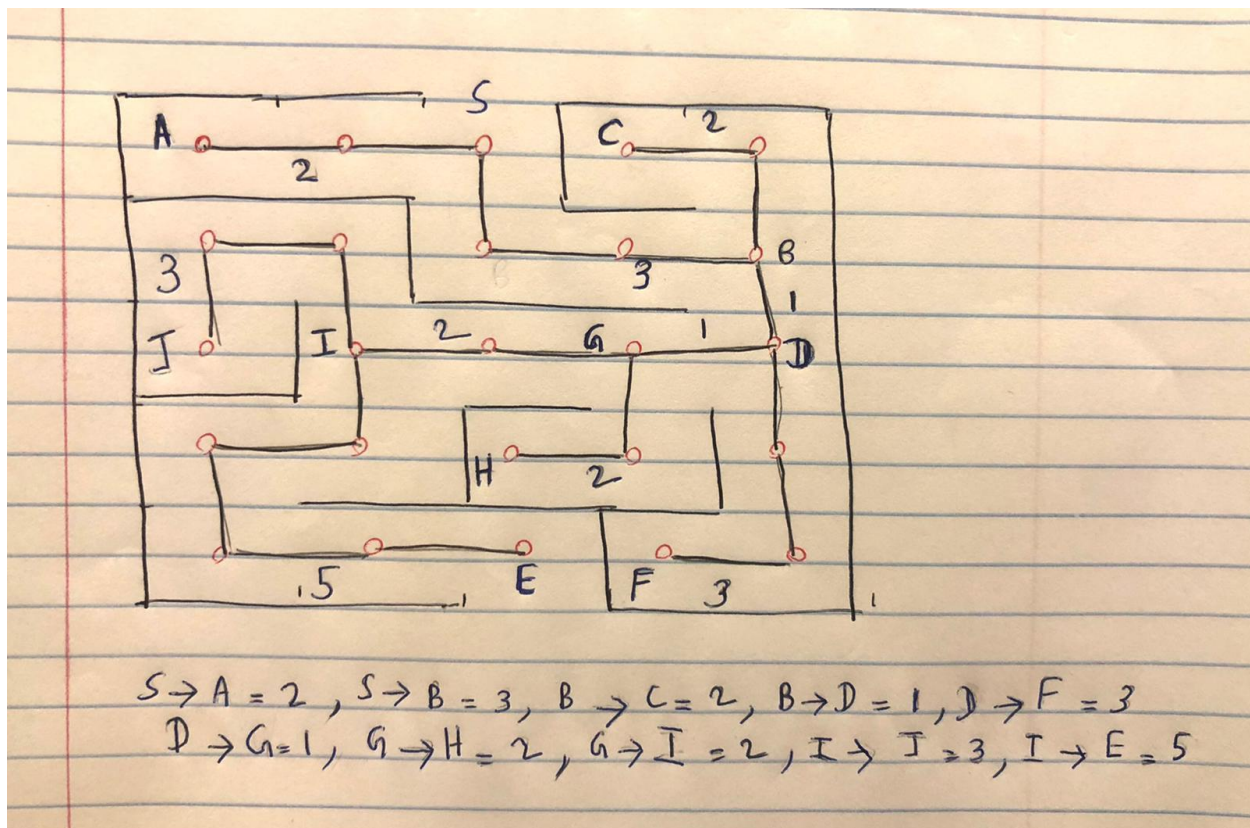 S
A
C
2
2
B
3
3
1
J
I
2
G
1
D
H
2
5
E
F
3
S → A = 2 , S → B = 3, B → C = 2, B → D = 1, D → F = 3
D → G = 1, G → H = 2, G → I = 2, I → J = 3, I → E = 5